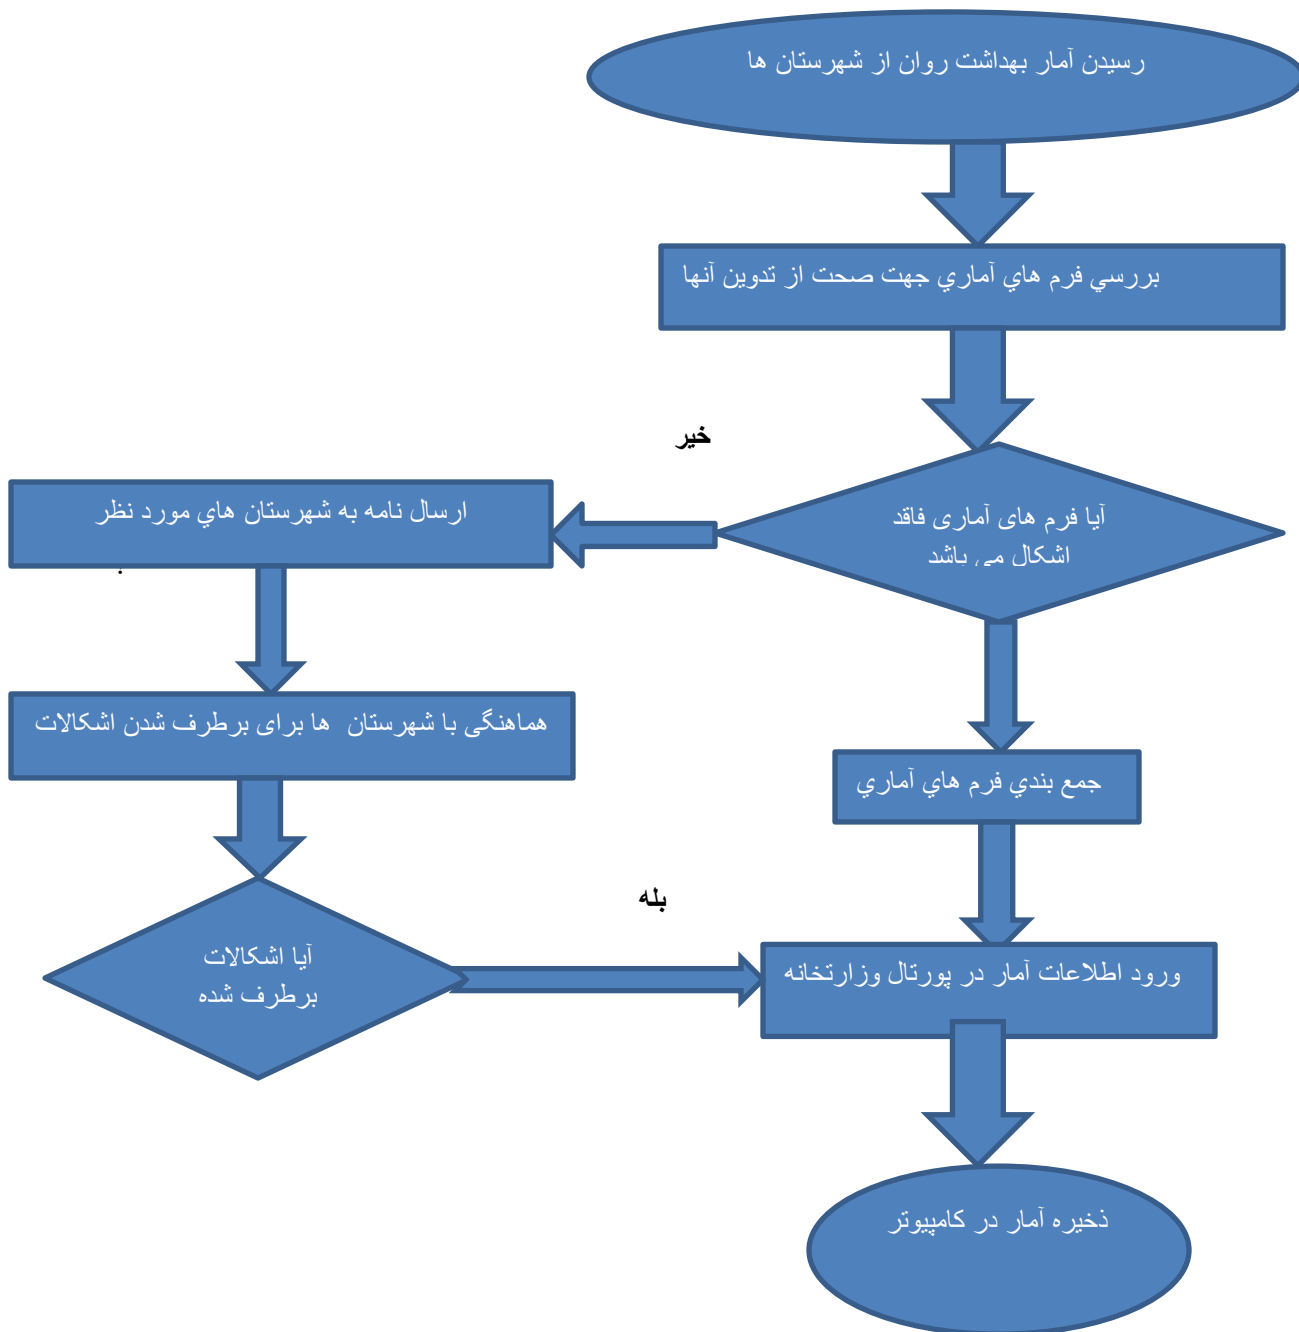 رسیدن آمار بهداشت روان از شهرستان ها
بررسي فرم هاي آماري جهت صحت از تدوین آنها
خیر
آیا فرم های آماری فاقد
اشکال می باشد
ارسال نامه به شهرستان هاي مورد نظر
هماهنگی با شهرستان ها برای برطرف شدن اشکالات
جمع بندي فرم هاي آماري
بله
آیا اشکالات
برطرف شده
ورود اطلاعات آمار در پورتال وزارتخانه
ذخیره آمار در کامپیوتر